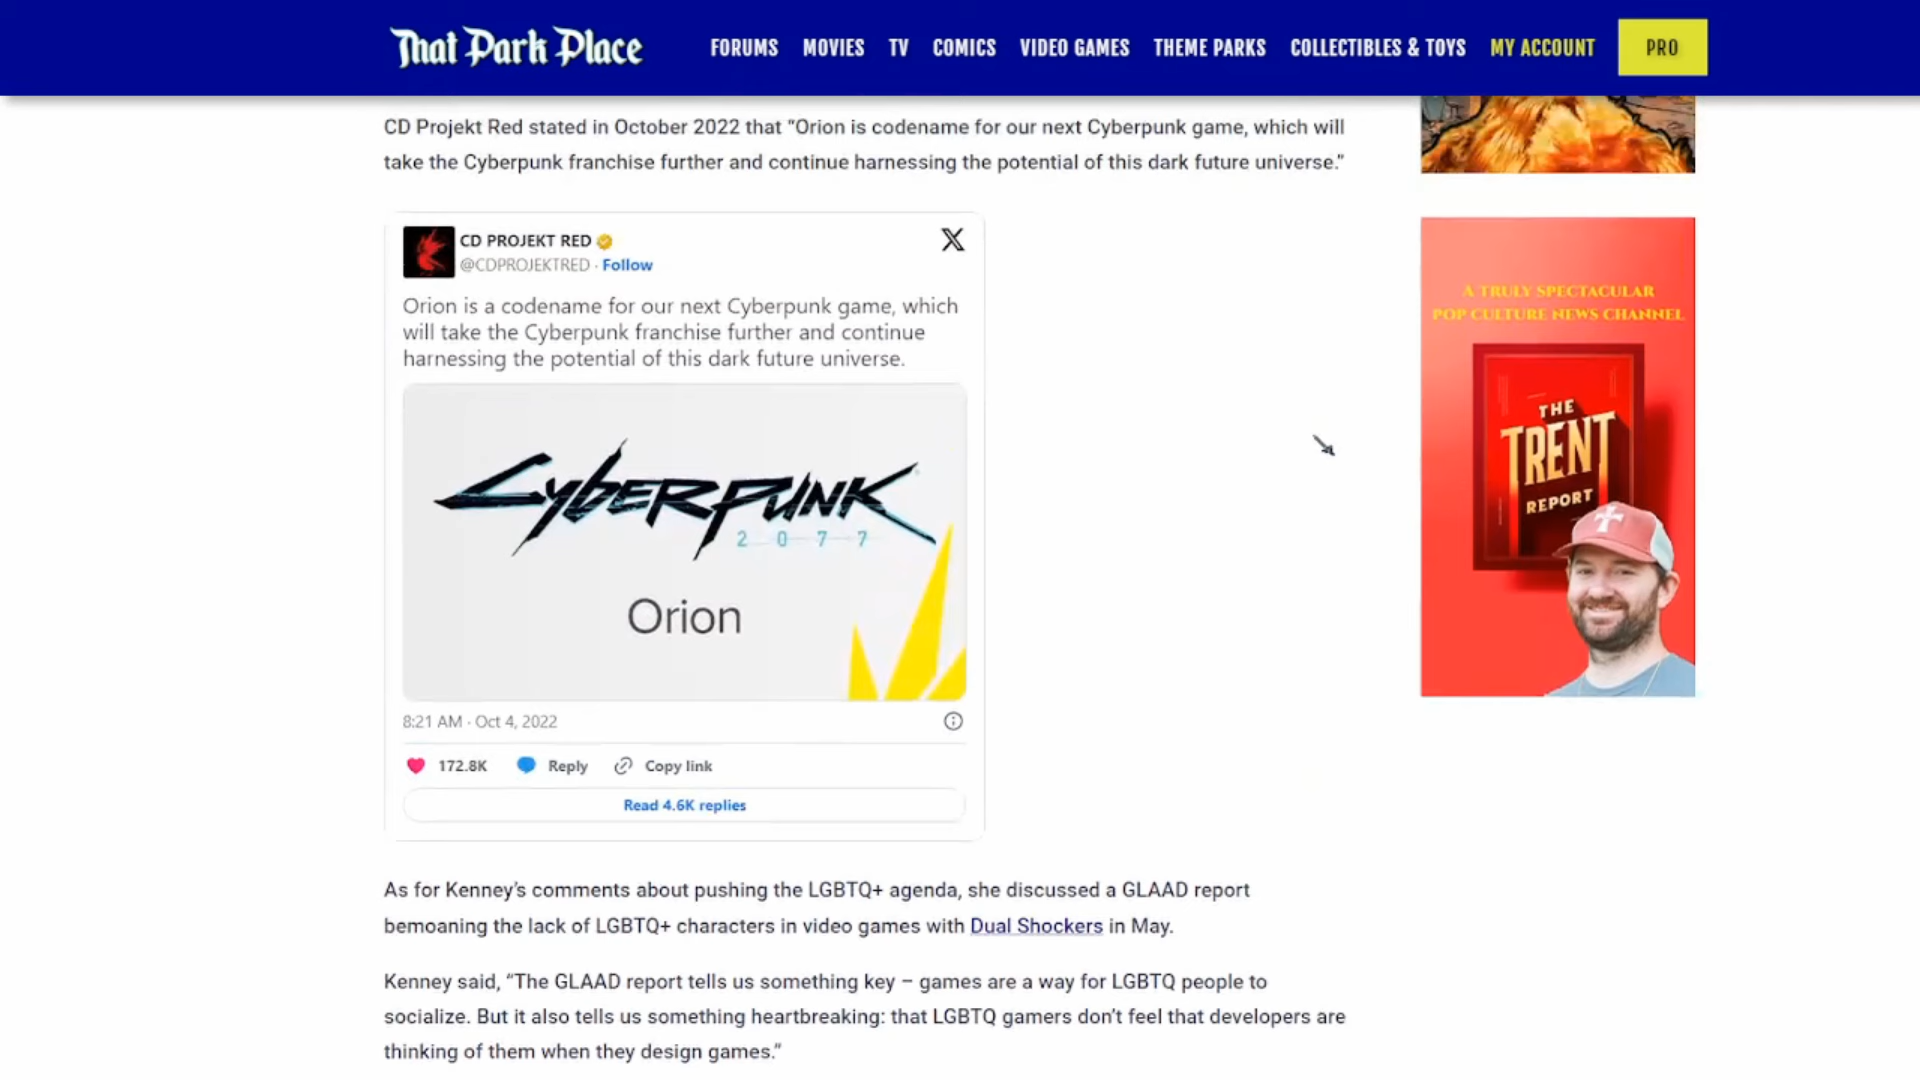 That Park Place
FORUMS MOVIES TV COMICS VIDEO GAMES THEME PARKS COLLECTIBLES & TOYS MY ACCOUNT PRO
CD Projekt Red stated in October 2022 that “Orion is codename for our next Cyberpunk game, which will
take the Cyberpunk franchise further and continue harnessing the potential of this dark future universe.”
CD PROJEKT RED
@CDPROJEKTRED · Follow
Orion is a codename for our next Cyberpunk game, which
will take the Cyberpunk franchise further and continue
harnessing the potential of this dark future universe.
CYBERPUNK
2077
Orion
8:21 AM · Oct 4, 2022
172.8K Reply Copy link
Read 4.6K replies
As for Kenney’s comments about pushing the LGBTQ+ agenda, she discussed a GLAAD report
bemoaning the lack of LGBTQ+ characters in video games with Dual Shockers in May.
Kenney said, “The GLAAD report tells us something key – games are a way for LGBTQ people to
socialize. But it also tells us something heartbreaking: that LGBTQ gamers don’t feel that developers are
thinking of them when they design games.”
A TRULY SPECTACULAR
POP CULTURE NEWS CHANNEL
THE
TRENT
REPORT